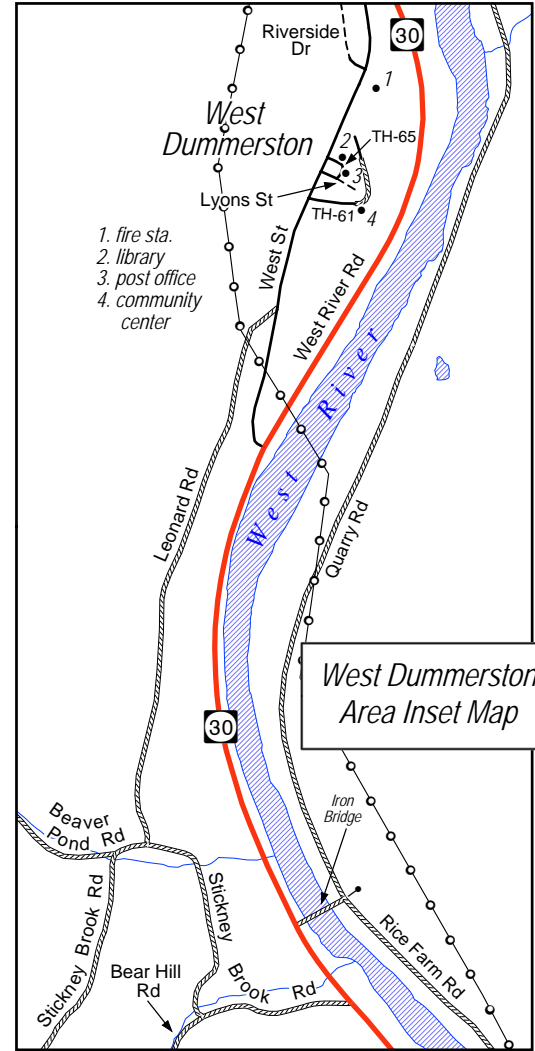 Riverside
Dr
30
1
West
Dummerston
2
TH-65
3
Lyons St
TH-61
4
1. fire sta.
2. library
3. post office
4. community
center
West St
West River Rd
West River
Leonard Rd
Quarry Rd
West Dummerston
Area Inset Map
30
Iron
Bridge
Beaver
Pond Rd
Stickney Brook Rd
Stickney
Brook Rd
Bear Hill
Rd
Rice Farm Rd